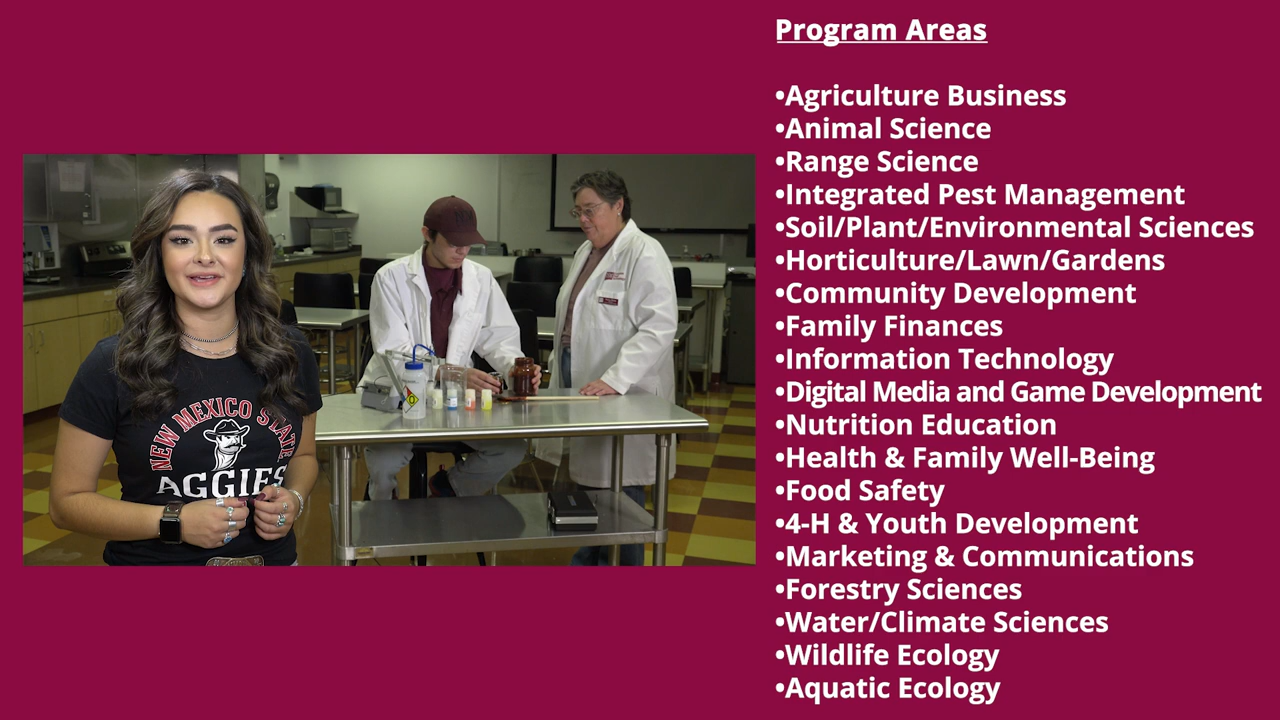 Program Areas
•Agriculture Business
•Animal Science
•Range Science
•Integrated Pest Management
•Soil/Plant/Environmental Sciences
•Horticulture/Lawn/Gardens
•Community Development
•Family Finances
•Information Technology
•Digital Media and Game Development
•Nutrition Education
•Health & Family Well-Being
•Food Safety
•4-H & Youth Development
•Marketing & Communications
•Forestry Sciences
•Water/Climate Sciences
•Wildlife Ecology
•Aquatic Ecology
NEW MEXICO STATE
AGGIES